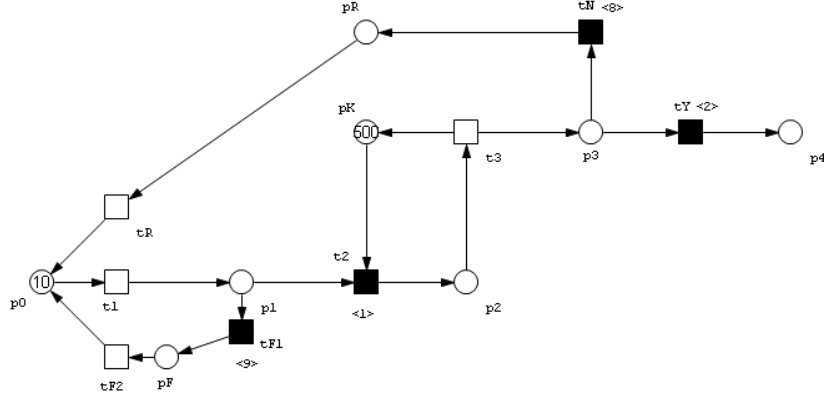 tN <8>
pR
pK
tY <2>
500
t3
p3
p4
tR
t2
10
p0
t1
p1
p2
<1>
tF1
<9>
tF2
pF